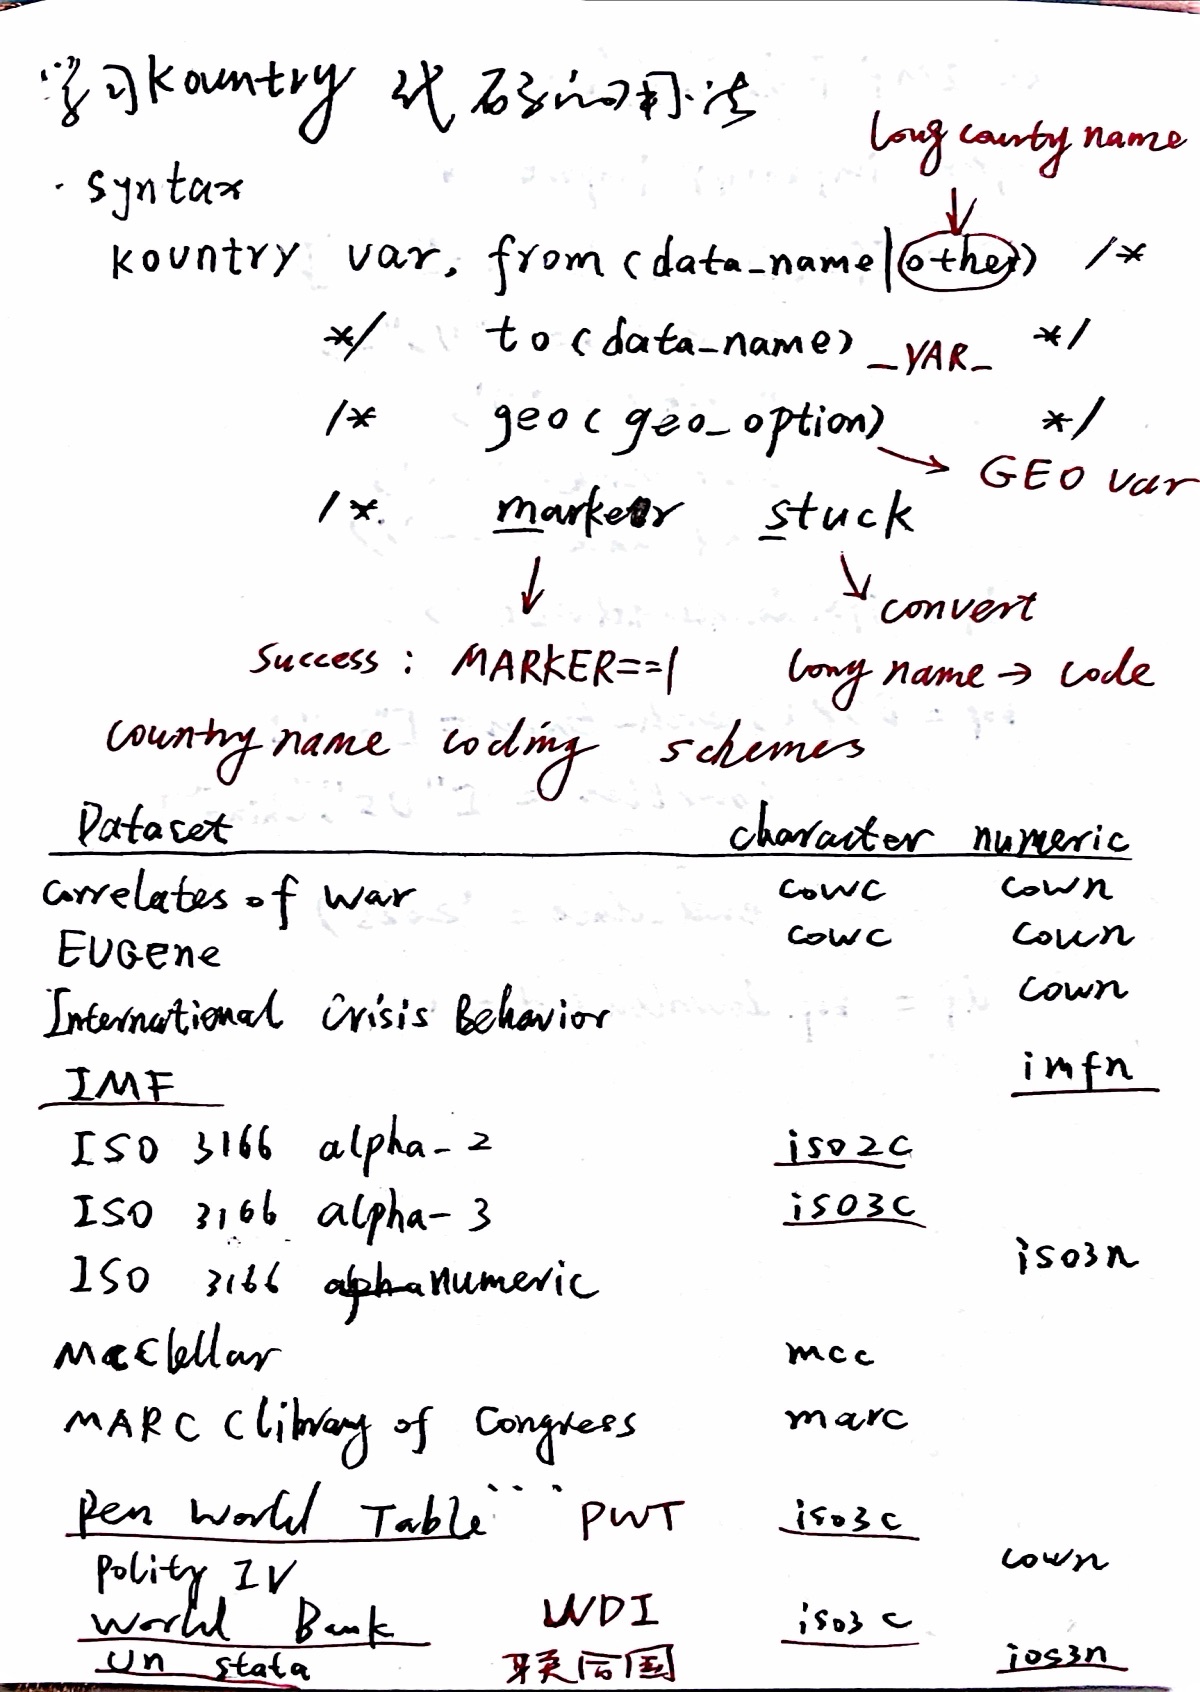 学习kountry 代码的用法
long county name
· syntax
kountry var, from (data_name|other) /*
*/ to (data_name) _VAR_ */
/* geo (geo_option) */
GEO var
/* marker stuck
convert
success : MARKER==1 long name → code
country name coding schemes
Dataset character numeric
Correlates of war cowc cown
EUGene cowc cown
International Crisis Behavior cown
IMF imfn
ISO 3166 alpha-2 iso2c
ISO 3166 alpha-3 iso3c
ISO 3166 numeric iso3n
McClellar mcc
MARC (library of Congress marc
Pen World Table ... PWT iso3c
Polity IV cown
World Bank WDI iso3c
Un stata 联合国 ios3n